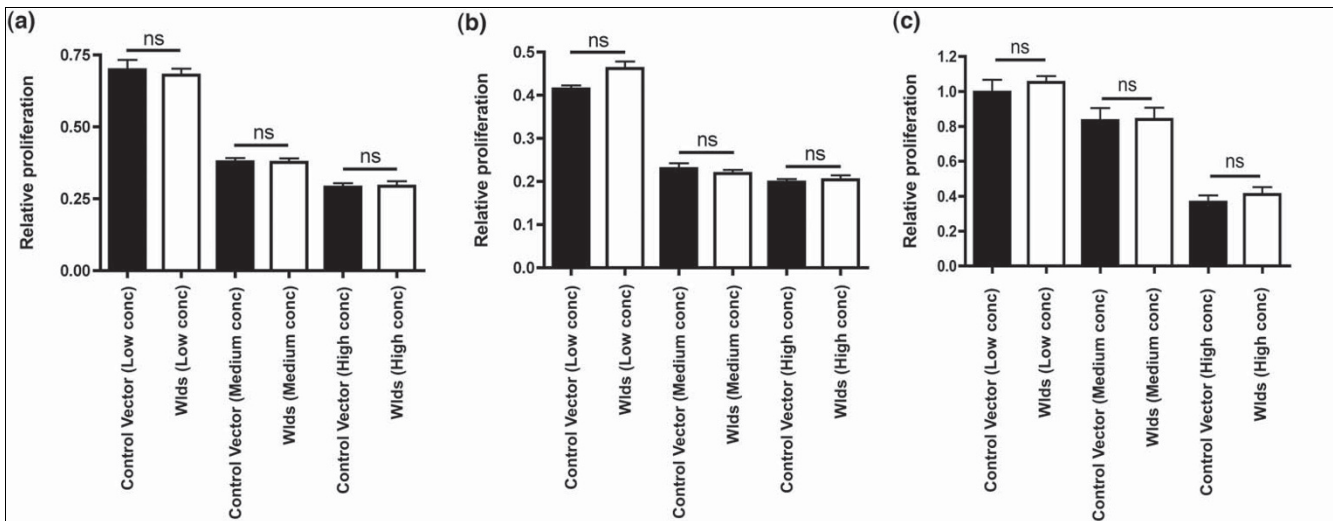 (a)
Relative proliferation
0.75
0.50
0.25
0.00
ns
ns
ns
Control Vector (Low conc)
Wlds (Low conc)
Control Vector (Medium conc)
Wlds (Medium conc)
Control Vector (High conc)
Wlds (High conc)
(b)
Relative proliferation
0.5
0.4
0.3
0.2
0.1
0.0
ns
ns
ns
Control Vector (Low conc)
Wlds (Low conc)
Control Vector (Medium conc)
Wlds (Medium conc)
Control Vector (High conc)
Wlds (High conc)
(c)
Relative proliferation
1.2
1.0
0.8
0.6
0.4
0.2
0.0
ns
ns
ns
Control Vector (Low conc)
Wlds (Low conc)
Control Vector (Medium conc)
Wlds (Medium conc)
Control Vector (High conc)
Wlds (High conc)